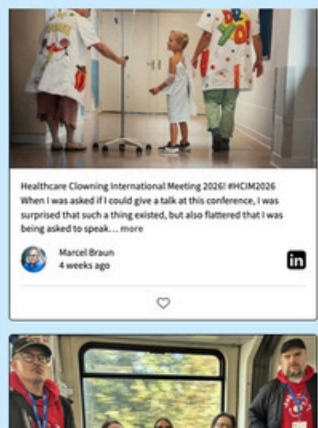 DR
YO!
Healthcare Clowning International Meeting 2026! #HCIM2026
When I was asked if I could give a talk at this conference, I was
surprised that such a thing existed, but also flattered that I was
being asked to speak… more
Marcel Braun
4 weeks ago
in